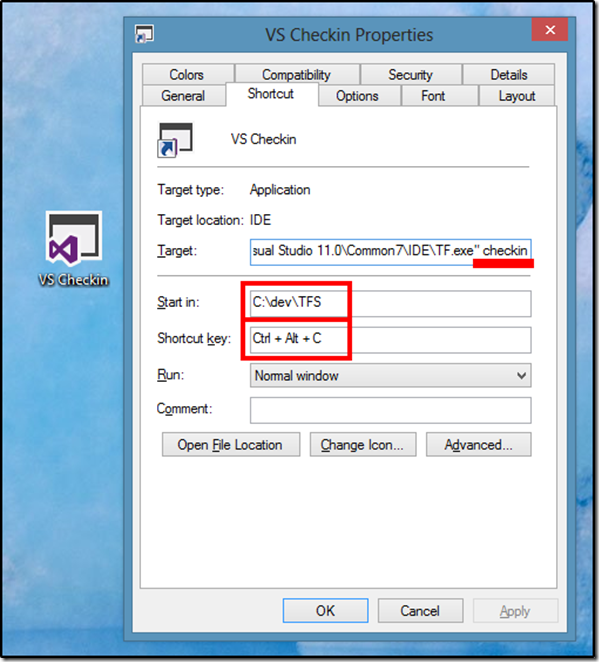 VS Checkin Properties
Colors Compatibility Security Details
General Shortcut Options Font Layout
VS Checkin
Target type: Application
Target location: IDE
Target: sual Studio 11.0\Common7\IDE\TF.exe" checkin
Start in: C:\dev\TFS
Shortcut key: Ctrl + Alt + C
Run: Normal window
Comment:
Open File Location Change Icon... Advanced...
OK Cancel Apply
VS Checkin